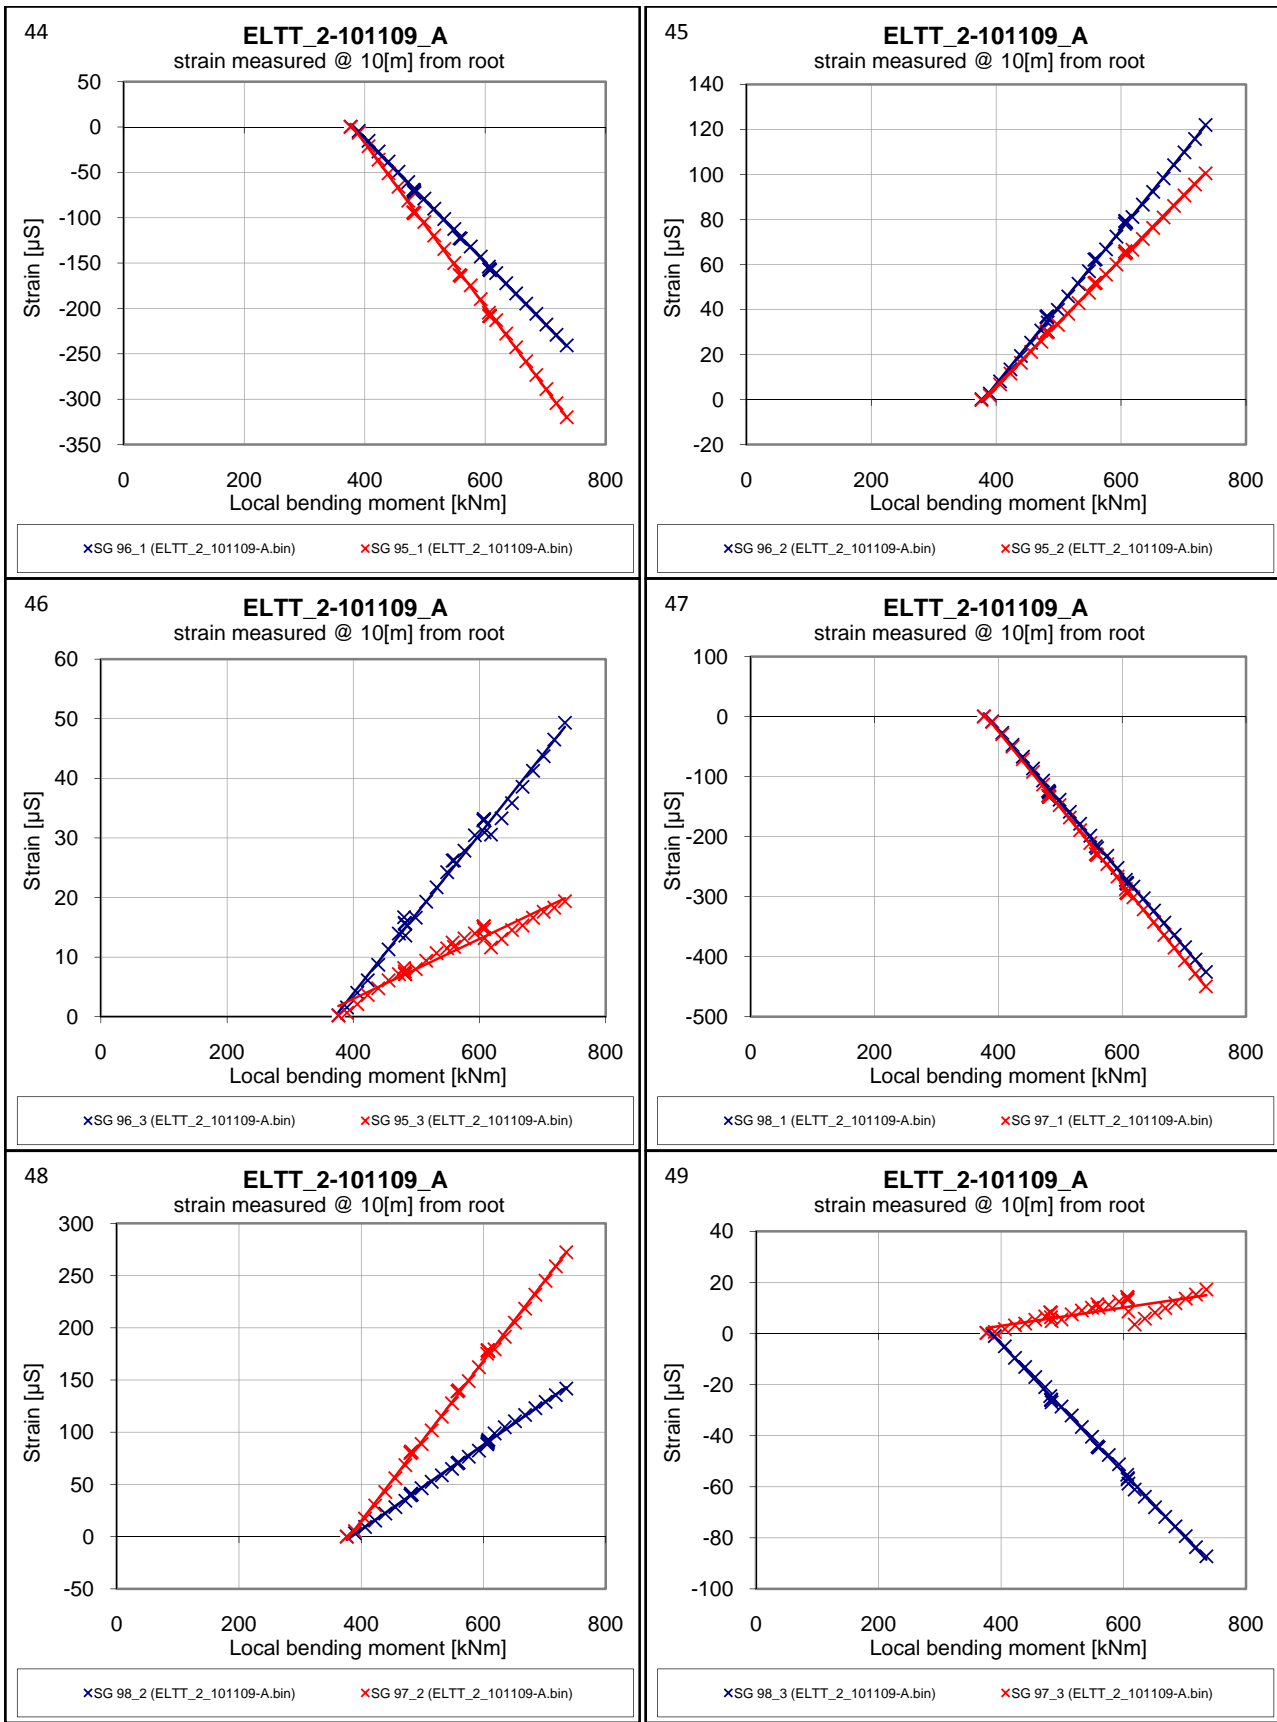 44
ELTT_2-101109_A
strain measured @ 10[m] from root
50
0
-50
-100
-150
-200
-250
-300
-350
Strain [µS]
0 200 400 600 800
Local bending moment [kNm]
SG 96_1 (ELTT_2_101109-A.bin) SG 95_1 (ELTT_2_101109-A.bin)
45
ELTT_2-101109_A
strain measured @ 10[m] from root
140
120
100
80
60
40
20
0
-20
Strain [µS]
0 200 400 600 800
Local bending moment [kNm]
SG 96_2 (ELTT_2_101109-A.bin) SG 95_2 (ELTT_2_101109-A.bin)
46
ELTT_2-101109_A
strain measured @ 10[m] from root
60
50
40
30
20
10
0
Strain [µS]
0 200 400 600 800
Local bending moment [kNm]
SG 96_3 (ELTT_2_101109-A.bin) SG 95_3 (ELTT_2_101109-A.bin)
47
ELTT_2-101109_A
strain measured @ 10[m] from root
100
0
-100
-200
-300
-400
-500
Strain [µS]
0 200 400 600 800
Local bending moment [kNm]
SG 98_1 (ELTT_2_101109-A.bin) SG 97_1 (ELTT_2_101109-A.bin)
48
ELTT_2-101109_A
strain measured @ 10[m] from root
300
250
200
150
100
50
0
-50
Strain [µS]
0 200 400 600 800
Local bending moment [kNm]
SG 98_2 (ELTT_2_101109-A.bin) SG 97_2 (ELTT_2_101109-A.bin)
49
ELTT_2-101109_A
strain measured @ 10[m] from root
40
20
0
-20
-40
-60
-80
-100
Strain [µS]
0 200 400 600 800
Local bending moment [kNm]
SG 98_3 (ELTT_2_101109-A.bin) SG 97_3 (ELTT_2_101109-A.bin)